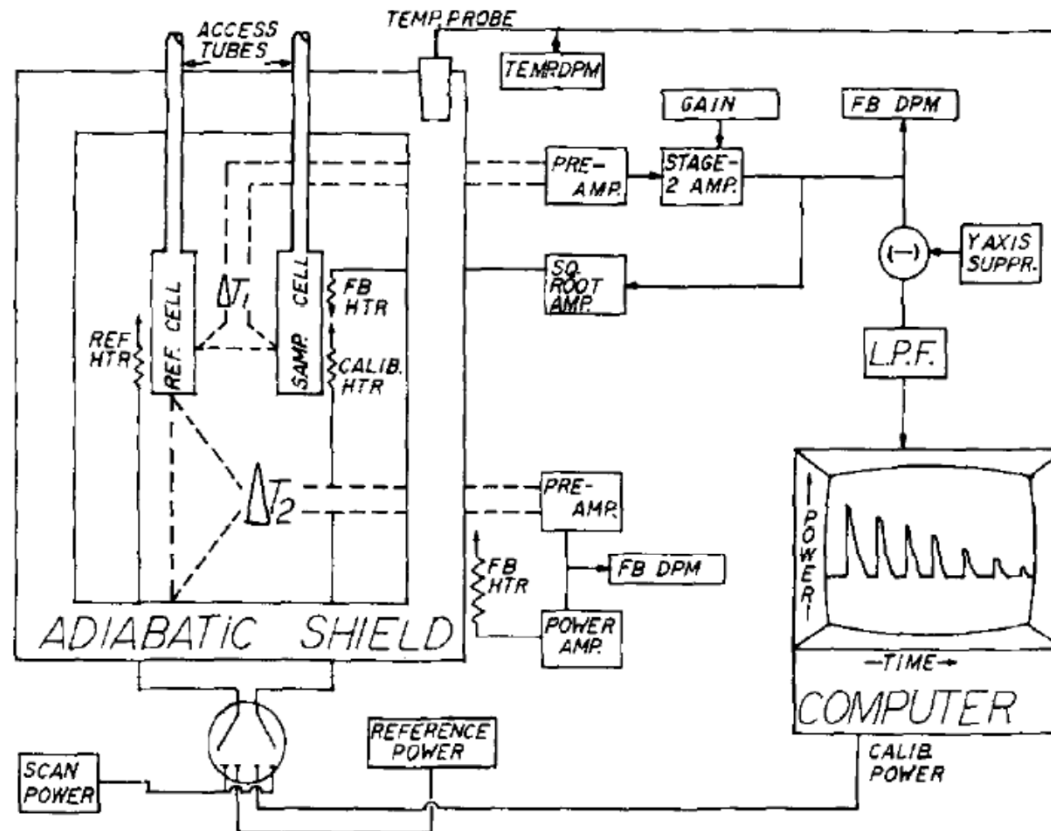 TEMP. PROBE
ACCESS
TUBES
TEMP. DPM
GAIN
FB DPM
PRE-
AMP.
STAGE-
2 AMP.
(—)
Y AXIS
SUPPR.
T1
REF. CELL
SAMP. CELL
FB
HTR
SQ.
ROOT
AMP.
REF
HTR
CALIB.
HTR
L.P.F.
T2
PRE-
AMP.
FB
HTR
FB DPM
POWER
AMP.
POWER
ADIABATIC SHIELD
—TIME→
COMPUTER
REFERENCE
POWER
SCAN
POWER
CALIB.
POWER